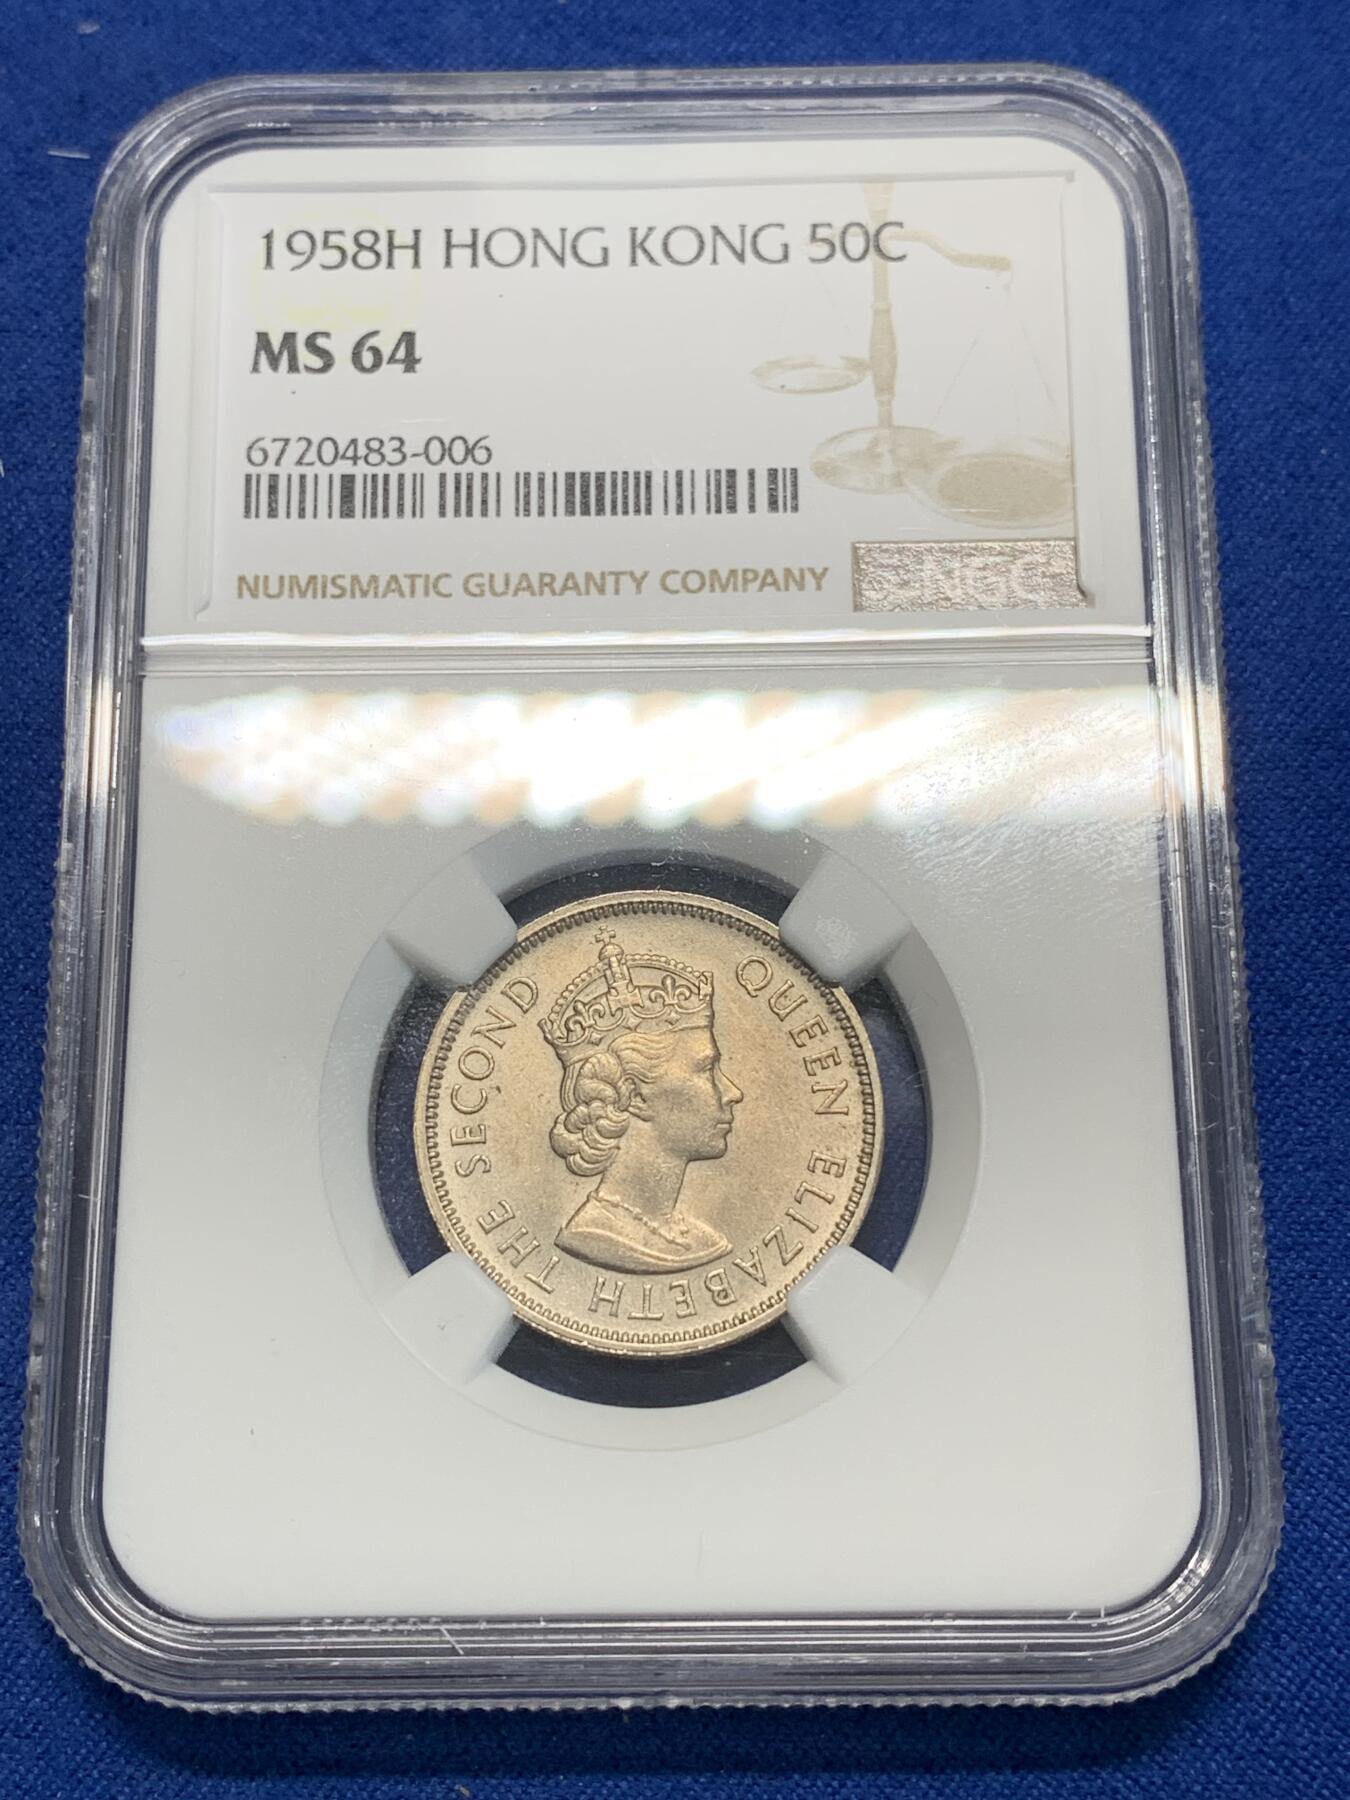 1958H HONG KONG 50C
MS 64
6720483-006
NUMISMATIC GUARANTY COMPANY
NGC
QUEEN ELIZABETH THE SECOND